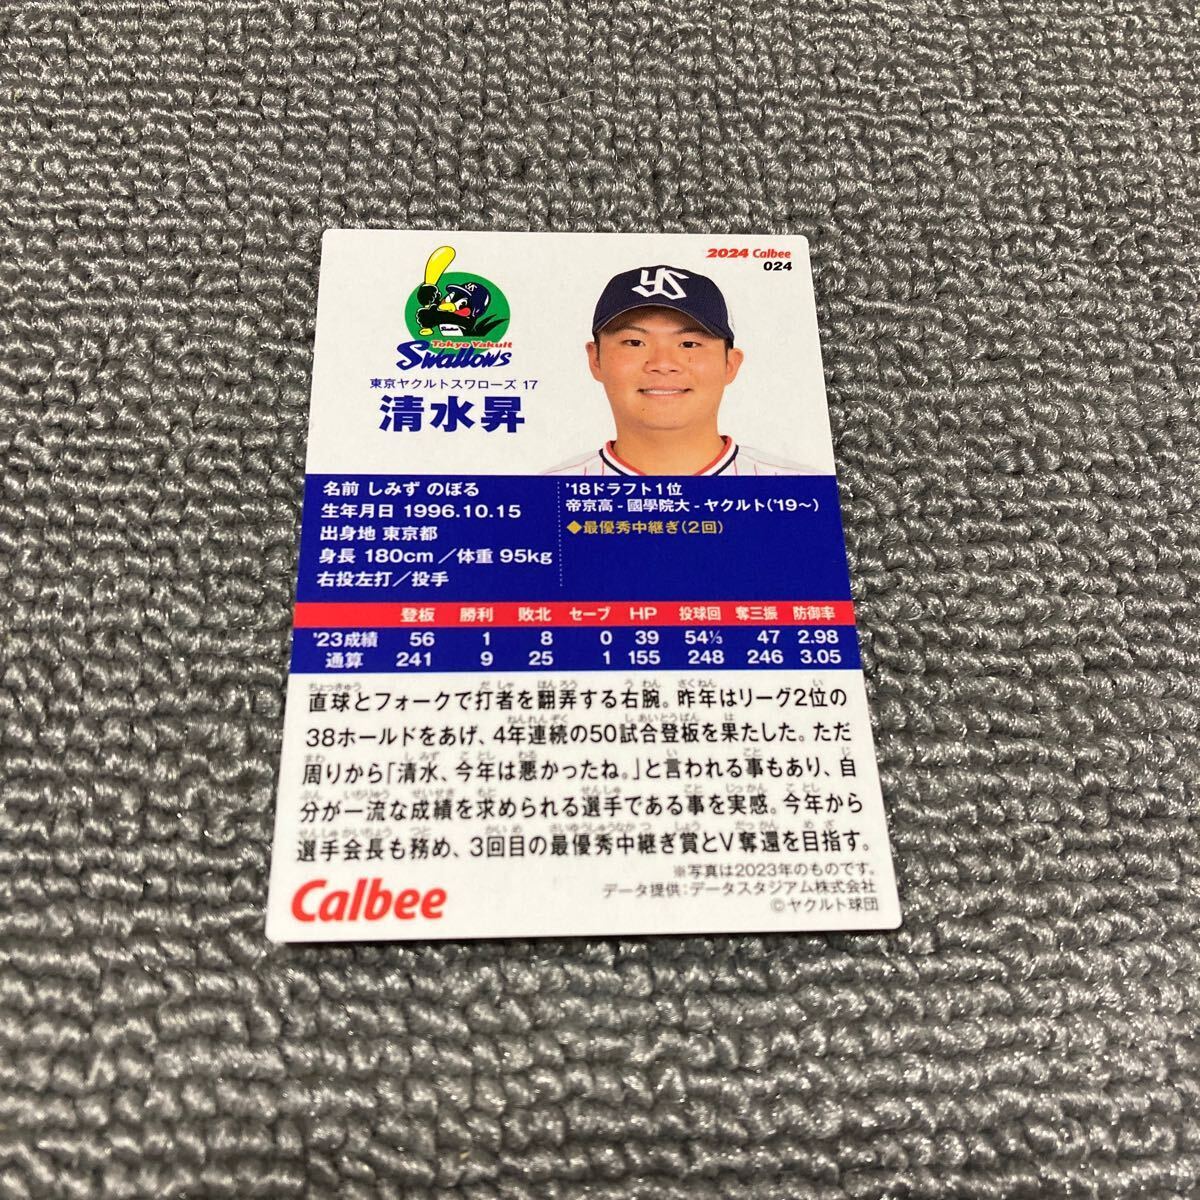 2024 Calbee
024
Tokyo Yakult
Swallows
東京ヤクルトスワローズ 17
清水昇
名前 しみず のぼる
生年月日 1996.10.15
出身地 東京都
身長 180cm／体重 95kg
右投左打／投手
'18ドラフト1位
帝京高 - 國學院大 - ヤクルト('19〜)
◆最優秀中継ぎ(2回)
登板 勝利 敗北 セーブ HP 投球回 奪三振 防御率
'23成績 56 1 8 0 39 54⅓ 47 2.98
通算 241 9 25 1 155 248 246 3.05
直球とフォークで打者を翻弄する右腕。昨年はリーグ2位の
38ホールドをあげ、4年連続の50試合登板を果たした。ただ
周りから「清水、今年は悪かったね。」と言われる事もあり、自
分が一流な成績を求められる選手である事を実感。今年から
選手会長も務め、3回目の最優秀中継ぎ賞とV奪還を目指す。
※写真は2023年のものです。
データ提供:データスタジアム株式会社
©ヤクルト球団
Calbee